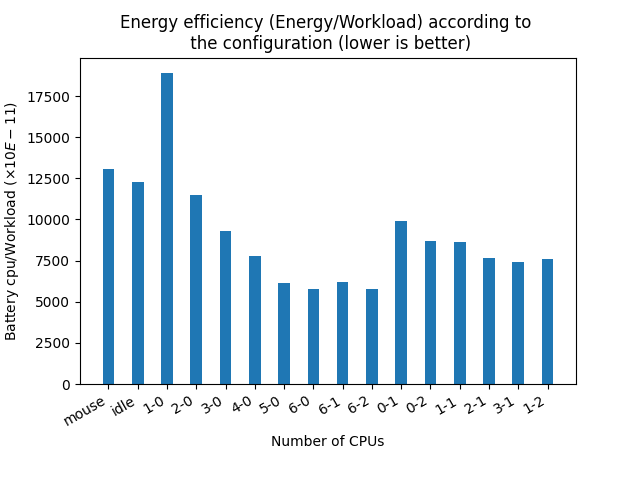 Energy efficiency (Energy/Workload) according to
the configuration (lower is better)
Battery cpu/Workload (×10E − 11)
17500
15000
12500
10000
7500
5000
2500
0
mouse idle 1-0 2-0 3-0 4-0 5-0 6-0 6-1 6-2 0-1 0-2 1-1 2-1 3-1 1-2
Number of CPUs